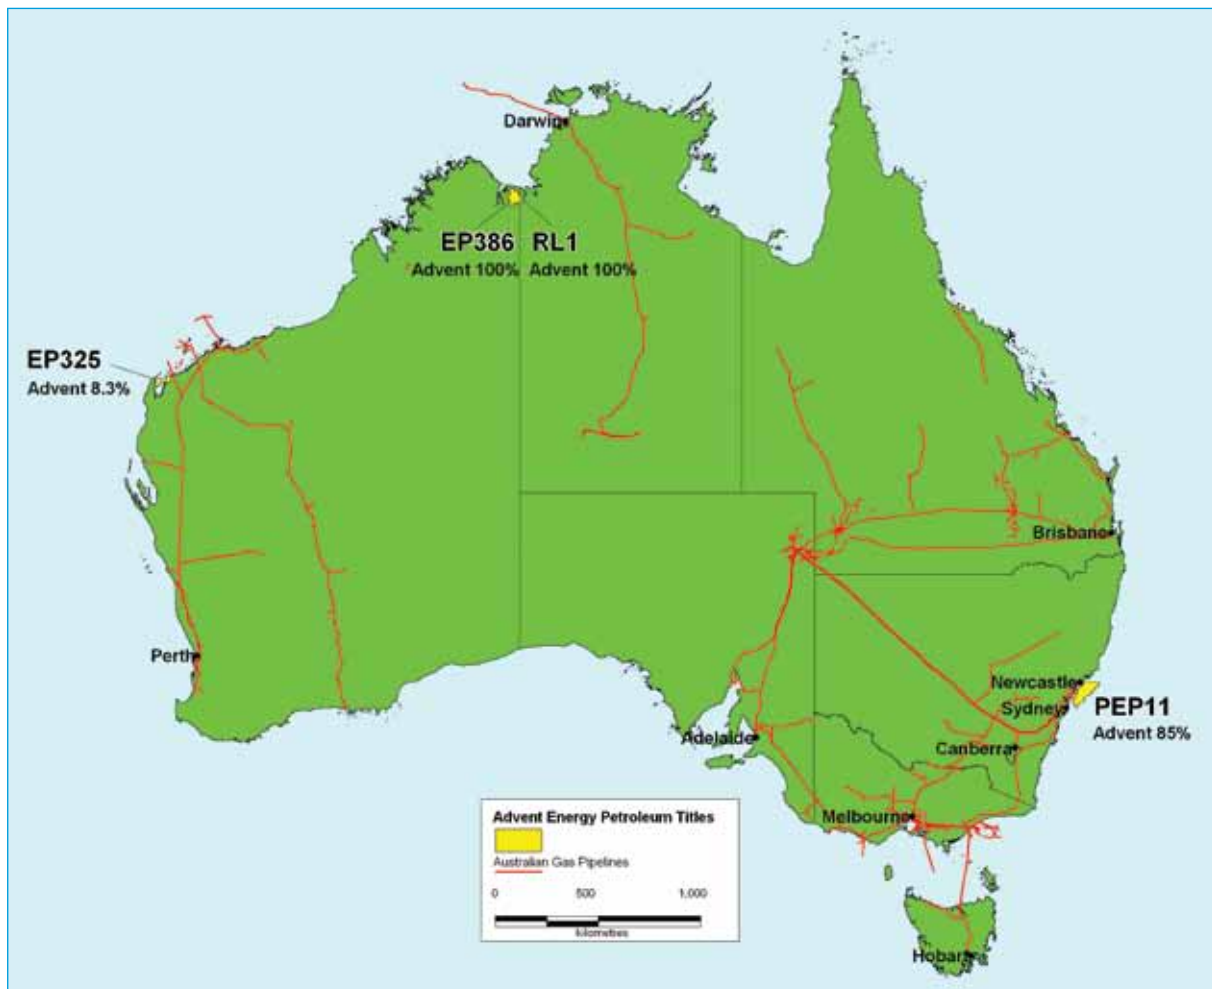 Darwin
EP386 RL1
Advent 100% Advent 100%
EP325
Advent 8.3%
Brisbane
Perth
Newcastle
Sydney
PEP11
Advent 85%
Adelaide
Canberra
Melbourne
Advent Energy Petroleum Titles
Australian Gas Pipelines
0 500 1,000
kilometres
Hobart